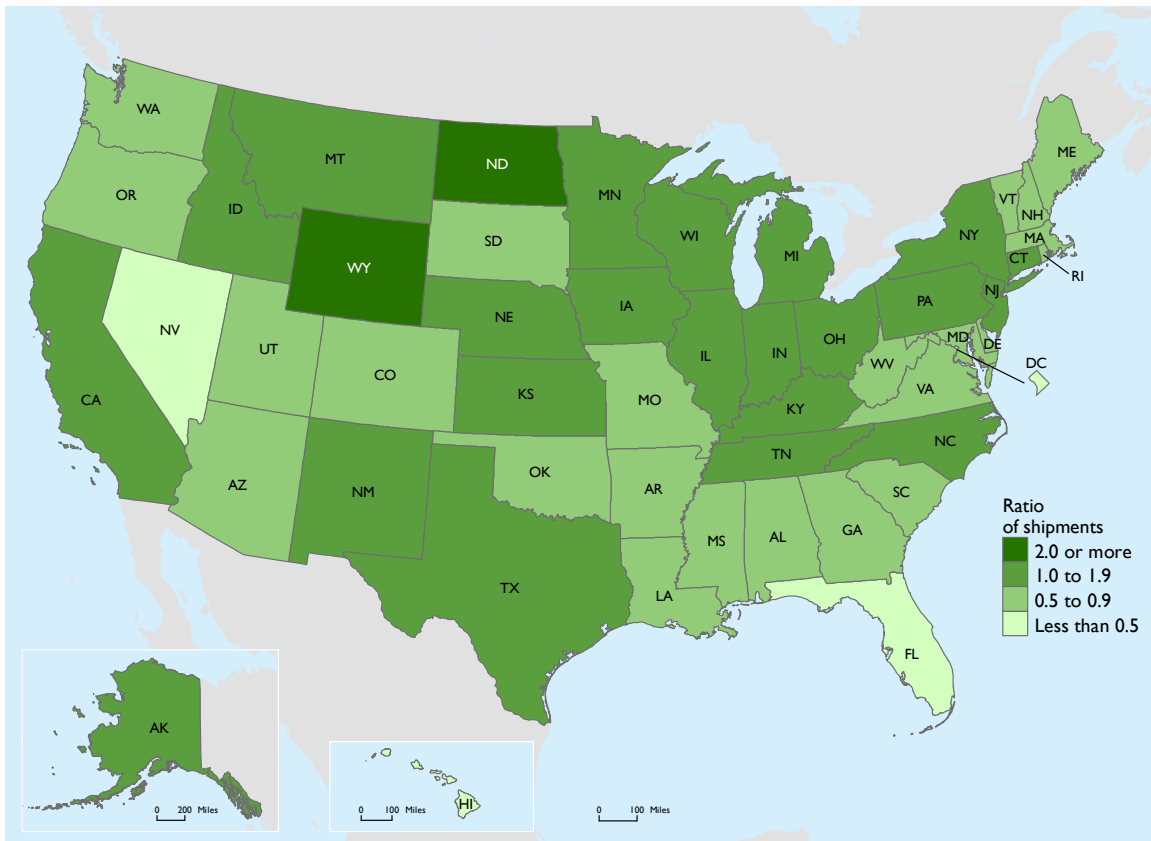 WA
MT
ND
MN
ME
OR
ID
VT
NH
SD
WI
NY
MA
MI
CT
WY
RI
PA
NJ
IA
NE
NV
OH
MD
DE
UT
IL
IN
DC
CO
WV
VA
KS
CA
MO
KY
NC
TN
OK
AZ
AR
NM
SC
Ratio
of shipments
2.0 or more
1.0 to 1.9
0.5 to 0.9
Less than 0.5
GA
MS
AL
TX
LA
FL
AK
HI
0 200 Miles
0 100 Miles
0 100 Miles